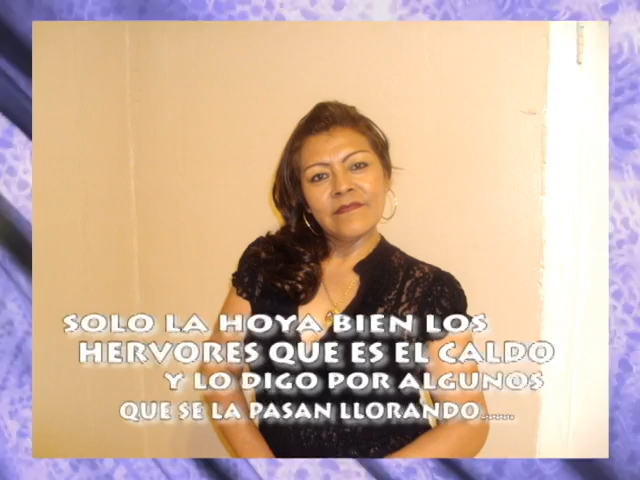 SOLO LA HOYA BIEN LOS
HERVORES QUE ES EL CALDO
Y LO DIGO POR ALGUNOS
QUE SE LA PASAN LLORANDO......